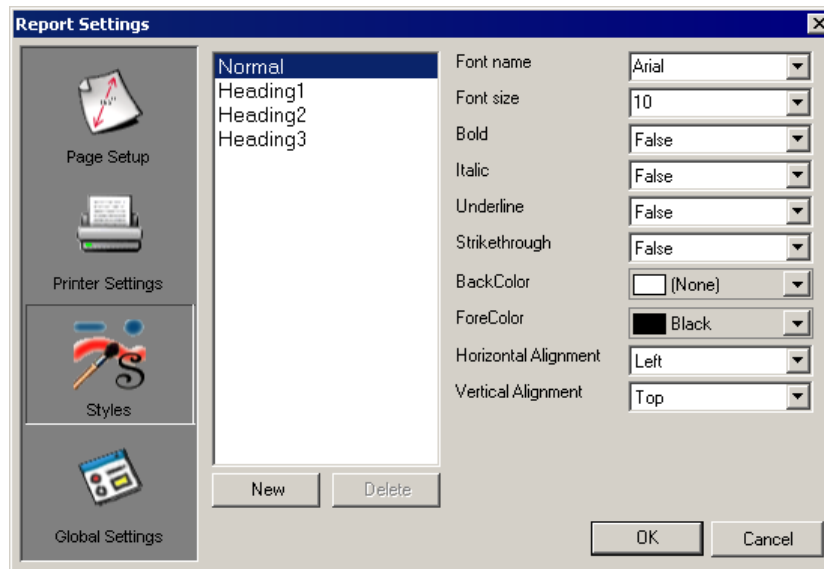 Report Settings
Page Setup
Printer Settings
Styles
Global Settings
Normal
Heading1
Heading2
Heading3
New
Delete
Font name
Arial
Font size
10
Bold
False
Italic
False
Underline
False
Strikethrough
False
BackColor
(None)
ForeColor
Black
Horizontal Alignment
Left
Vertical Alignment
Top
OK
Cancel